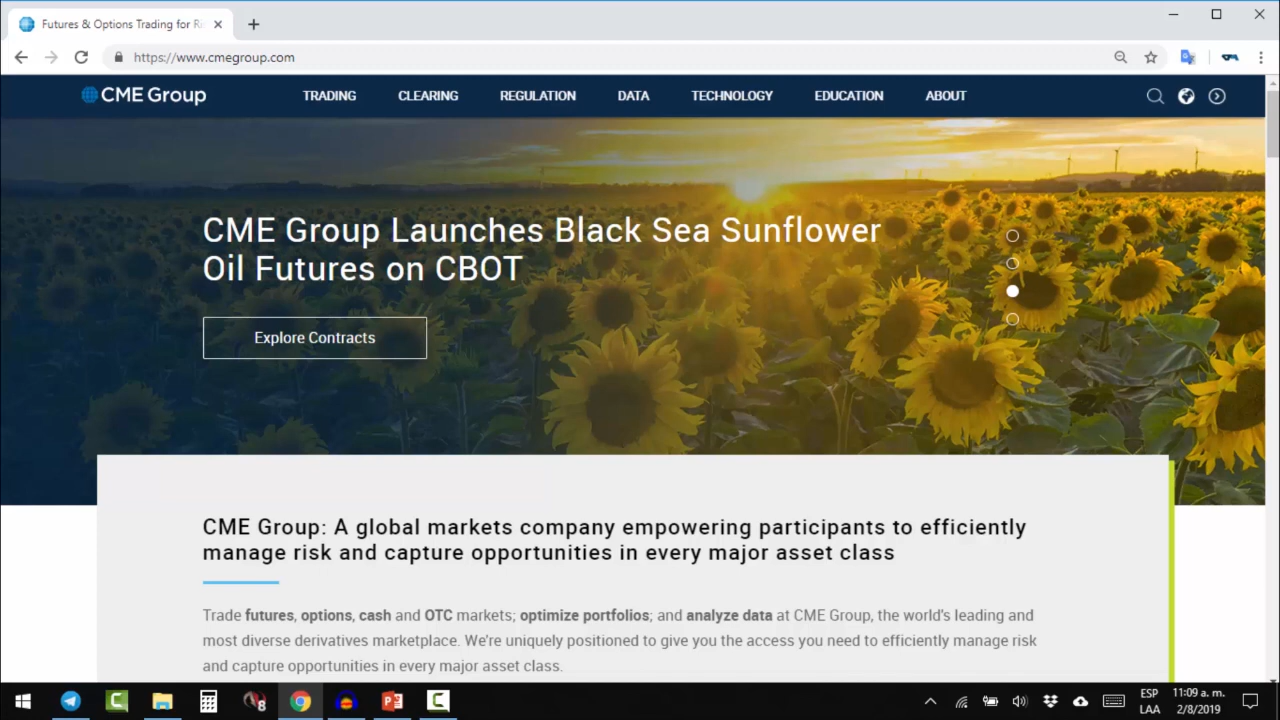 Futures & Options Trading for Ri
https://www.cmegroup.com
CME Group TRADING CLEARING REGULATION DATA TECHNOLOGY EDUCATION ABOUT
CME Group Launches Black Sea Sunflower
Oil Futures on CBOT
Explore Contracts
CME Group: A global markets company empowering participants to efficiently
manage risk and capture opportunities in every major asset class
Trade futures, options, cash and OTC markets; optimize portfolios; and analyze data at CME Group, the world's leading and
most diverse derivatives marketplace. We're uniquely positioned to give you the access you need to efficiently manage risk
and capture opportunities in every major asset class.
ESP 11:09 a. m.
LAA 2/8/2019